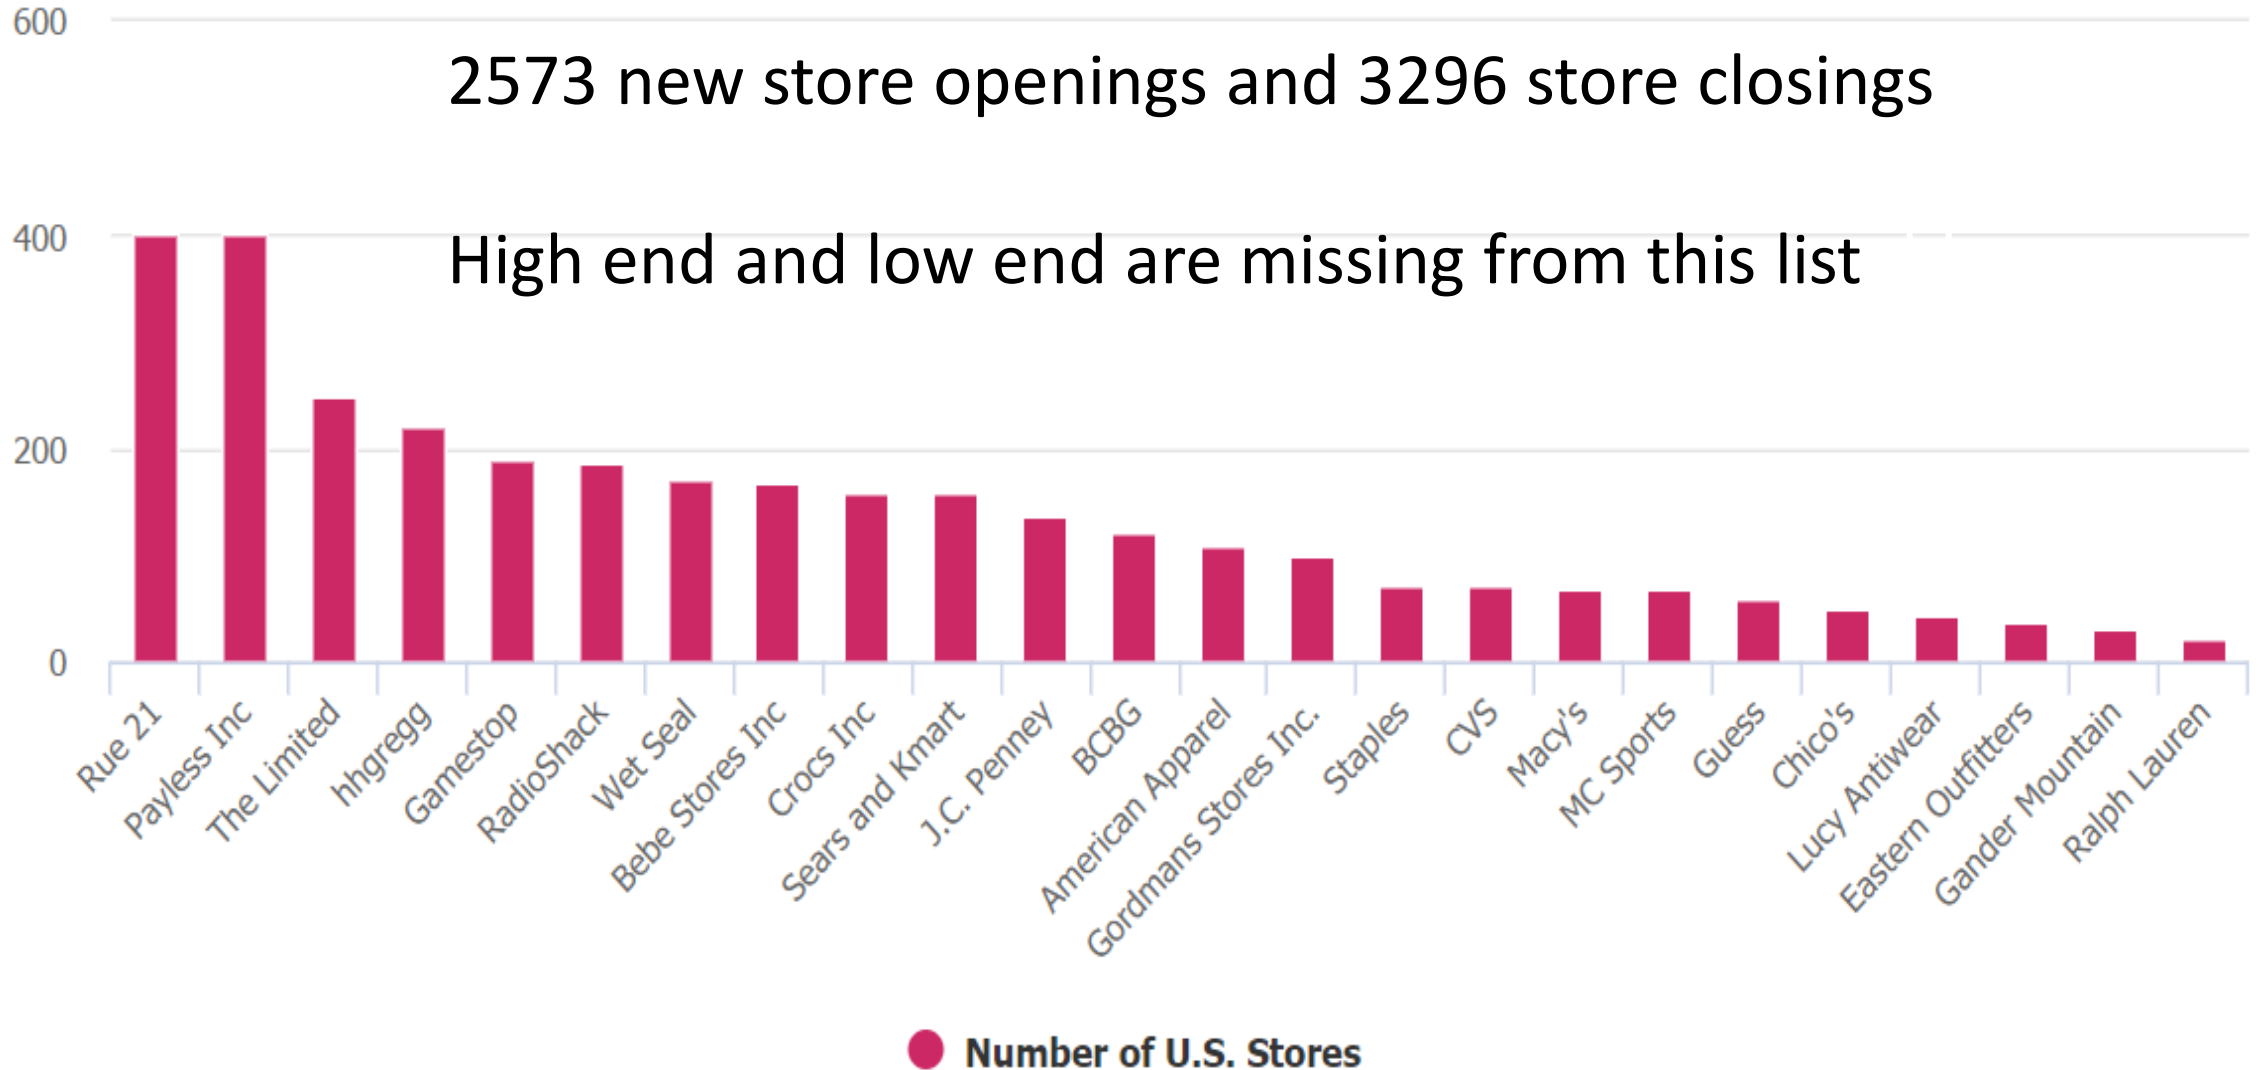 600
2573 new store openings and 3296 store closings
400
High end and low end are missing from this list
200
0
Rue 21
Payless Inc
The Limited
hhgregg
Gamestop
RadioShack
Wet Seal
Bebe Stores Inc
Crocs Inc
Sears and Kmart
J.C. Penney
BCBG
American Apparel
Gordmans Stores Inc.
Staples
CVS
Macy's
MC Sports
Guess
Chico's
Lucy Antiwear
Eastern Outfitters
Gander Mountain
Ralph Lauren
Number of U.S. Stores